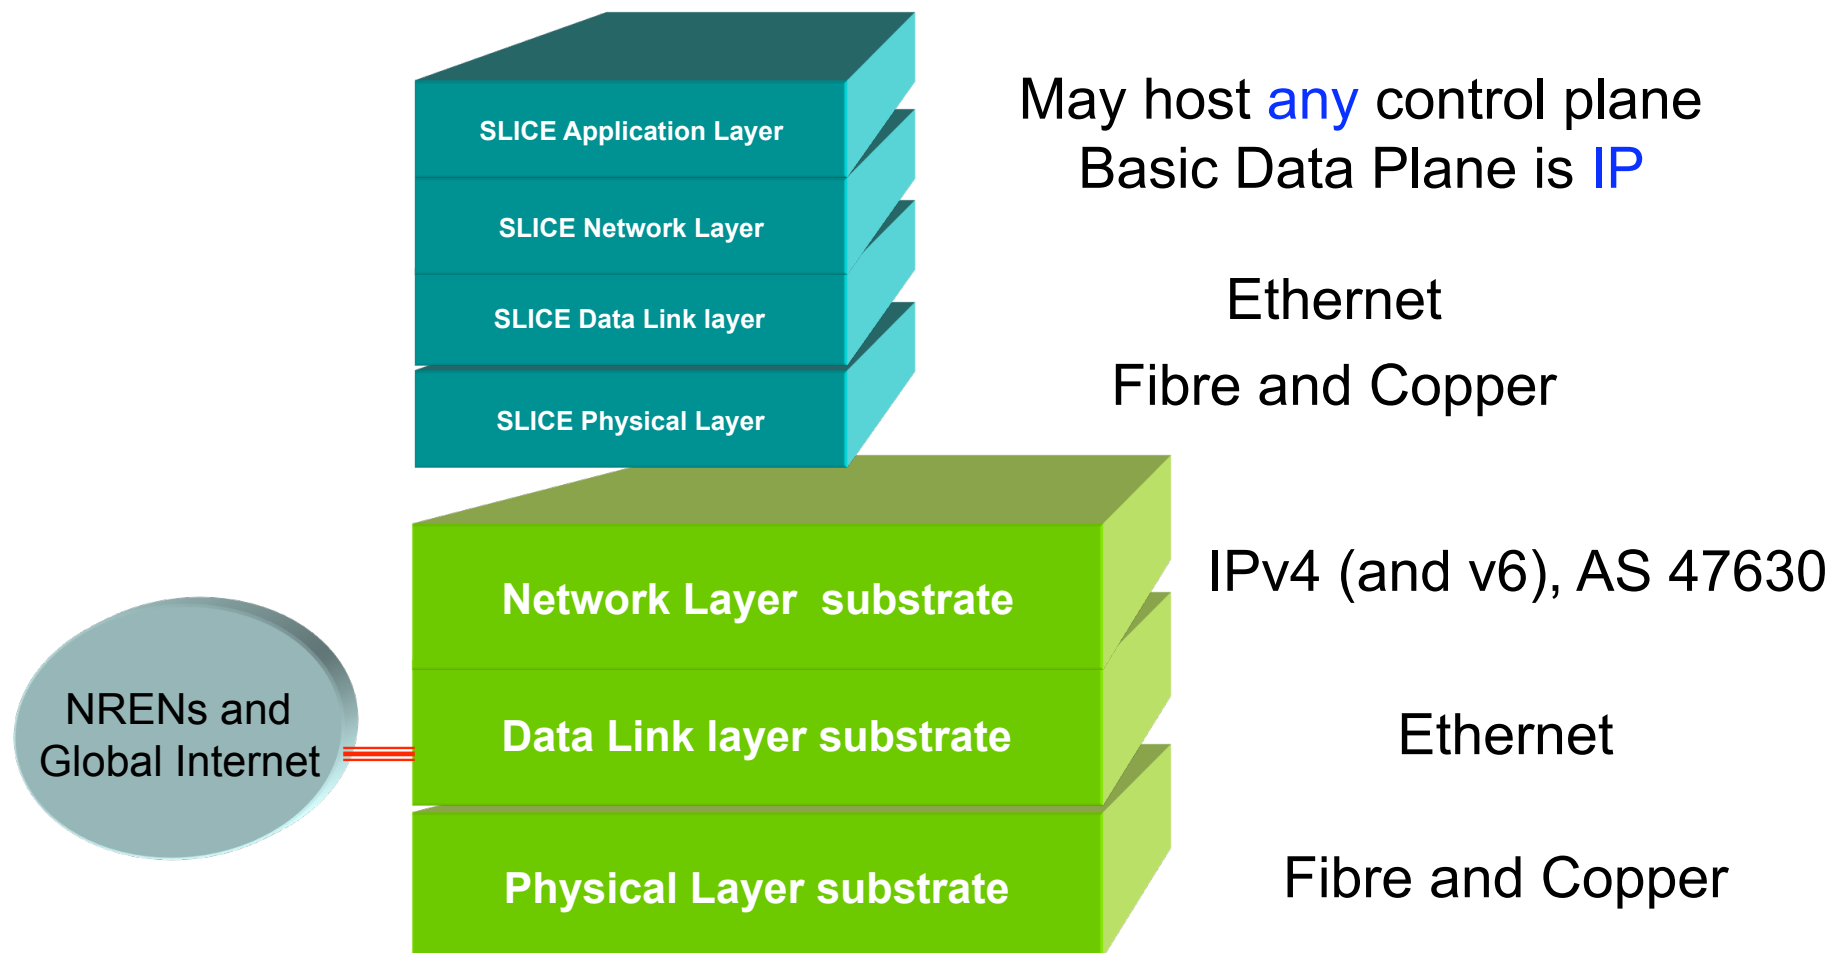 SLICE Application Layer
May host any control plane
Basic Data Plane is IP
SLICE Network Layer
SLICE Data Link layer
Ethernet
SLICE Physical Layer
Fibre and Copper
Network Layer  substrate
IPv4 (and v6), AS 47630
NRENs and
Global Internet
Data Link layer substrate
Ethernet
Physical Layer substrate
Fibre and Copper